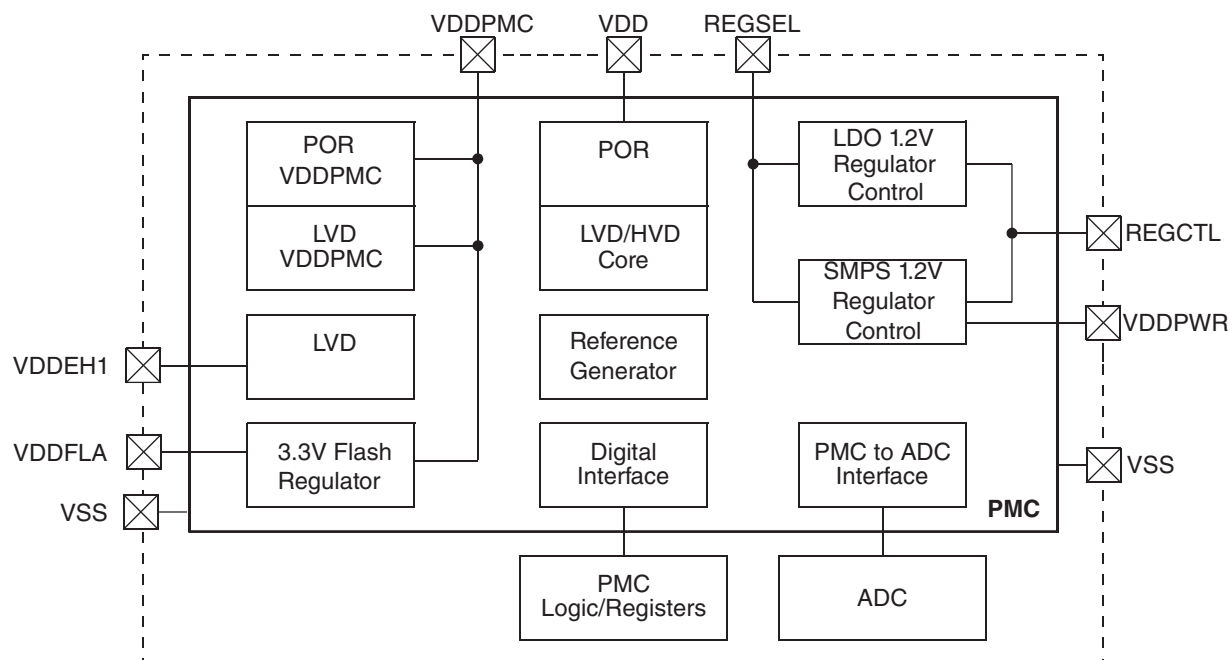 VDDPMC
VDD
REGSEL
POR
VDDPMC
POR
LDO 1.2V
Regulator
Control
LVD
VDDPMC
LVD/HVD
Core
REGCTL
SMPS 1.2V
Regulator
Control
VDDPWR
VDDEH1
LVD
Reference
Generator
VDDFLA
3.3V Flash
Regulator
Digital
Interface
PMC to ADC
Interface
VSS
VSS
PMC
PMC
Logic/Registers
ADC